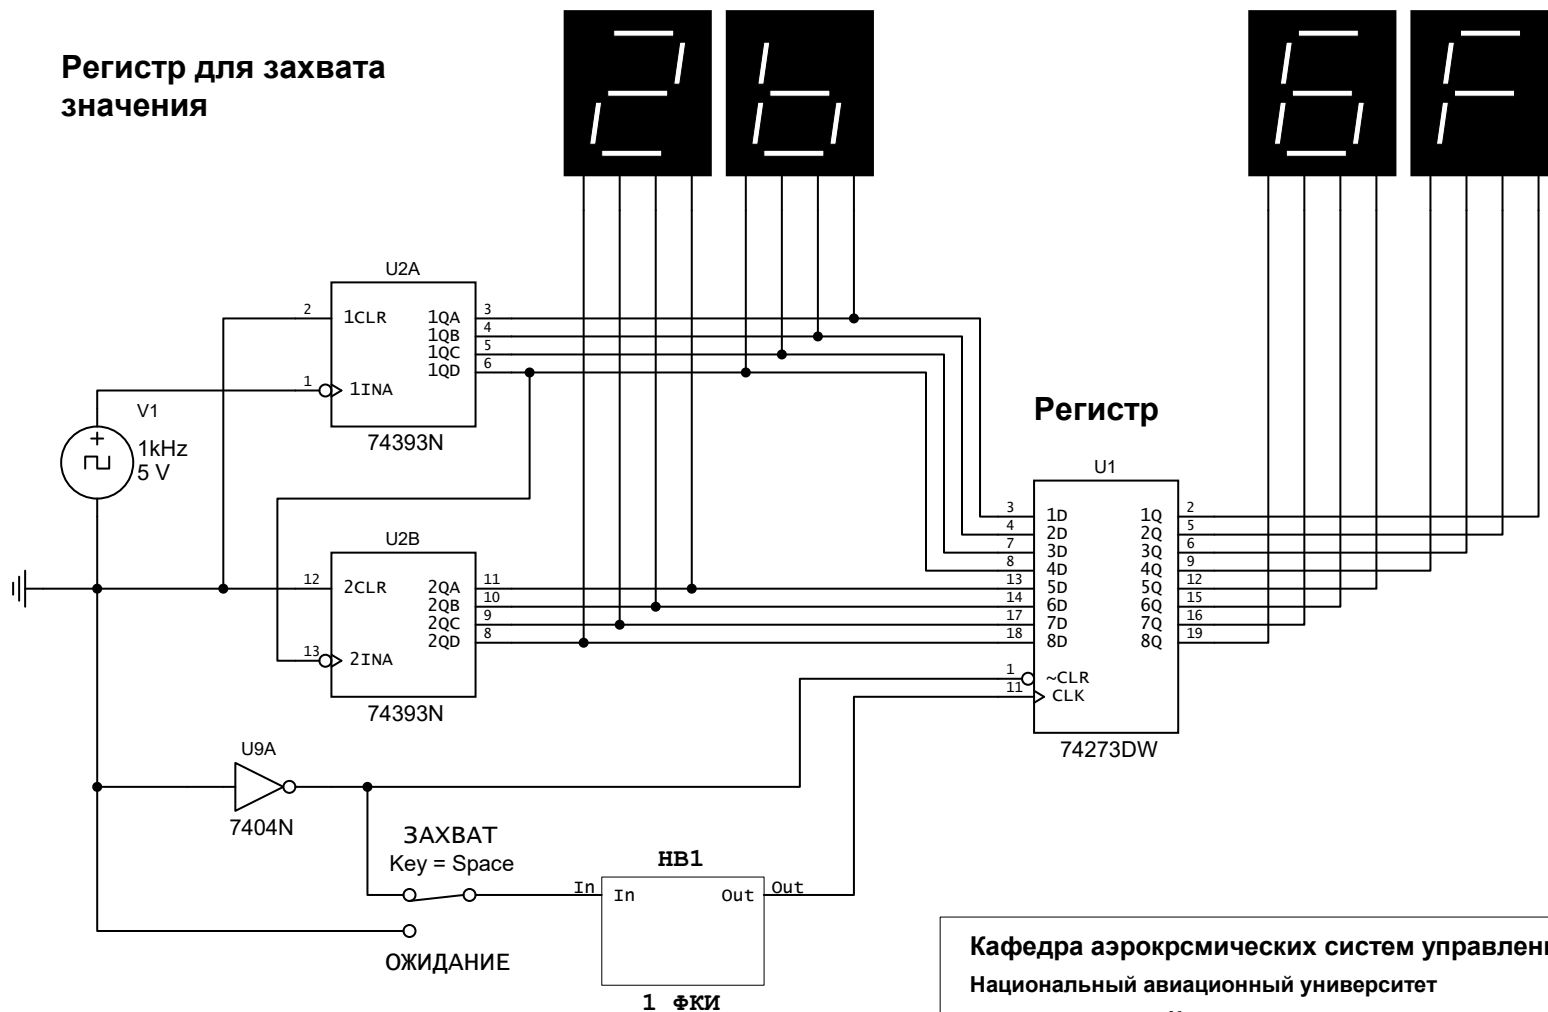 Регистр для захвата
значения
2 b
6 F
U2A
2 1CLR 1QA 3
1QB 4
1QC 5
1QD 6
1 1INA
74393N
V1
1kHz
5 V
Регистр
U1
3 1D 1Q 2
4 2D 2Q 5
7 3D 3Q 6
8 4D 4Q 9
13 5D 5Q 12
14 6D 6Q 15
17 7D 7Q 16
18 8D 8Q 19
1 ~CLR
11 CLK
74273DW
U2B
12 2CLR 2QA 11
2QB 10
2QC 9
2QD 8
13 2INA
74393N
U9A
7404N
ЗАХВАТ
Key = Space
ОЖИДАНИЕ
HB1
In In Out Out
1 ФКИ
Кафедра аэрокрсмических систем управлен
Национальный авиационный университет